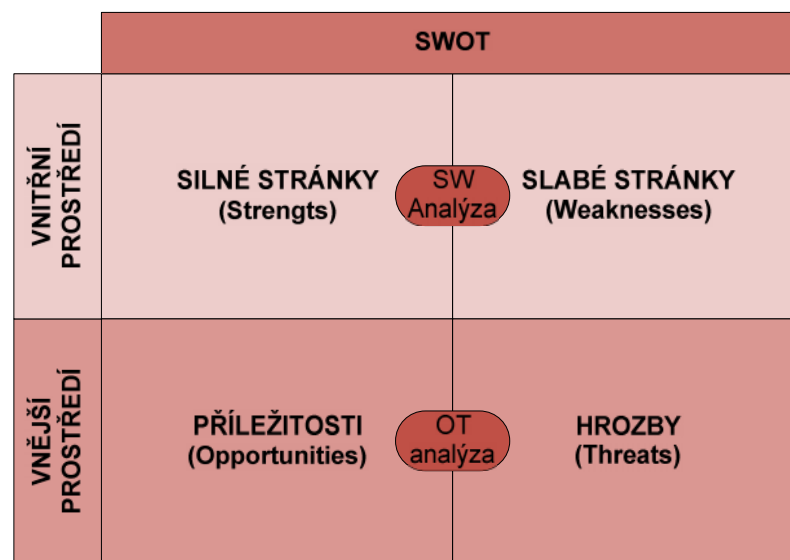 SWOT
VNITŘNÍ
PROSTŘEDÍ
SILNÉ STRÁNKY
(Strengts)
SW
Analýza
SLABÉ STRÁNKY
(Weaknesses)
VNĚJŠÍ
PROSTŘEDÍ
PŘÍLEŽITOSTI
(Opportunities)
OT
analýza
HROZBY
(Threats)